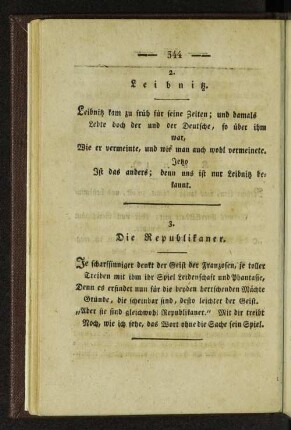 — 344 —
2.
Leibnitz.
Leibnitz kam zu früh für seine Zeiten; und damals
Lebte doch der und der Deutsche, so über ihm
war,
Wie er vermeinte, und wie man auch wohl vermeinete.
Jetzo
Ist das anders; denn uns ist nur Leibnitz be-
kannt.
3.
Die Republikaner.
Je scharfsinniger denkt der Geist der Franzosen, je toller
Treiben mit ihm ihr Spiel Leidenschaft und Phantasie,
Denn es erfindet nun für die beyden herrschenden Mächte
Gründe, die scheinbar sind, desto leichter der Geist.
„Aber sie sind gleichwohl Republikaner.“ Mit dir treibt
Noch, wie ich sehe, das Wort ohne die Sache sein Spiel.